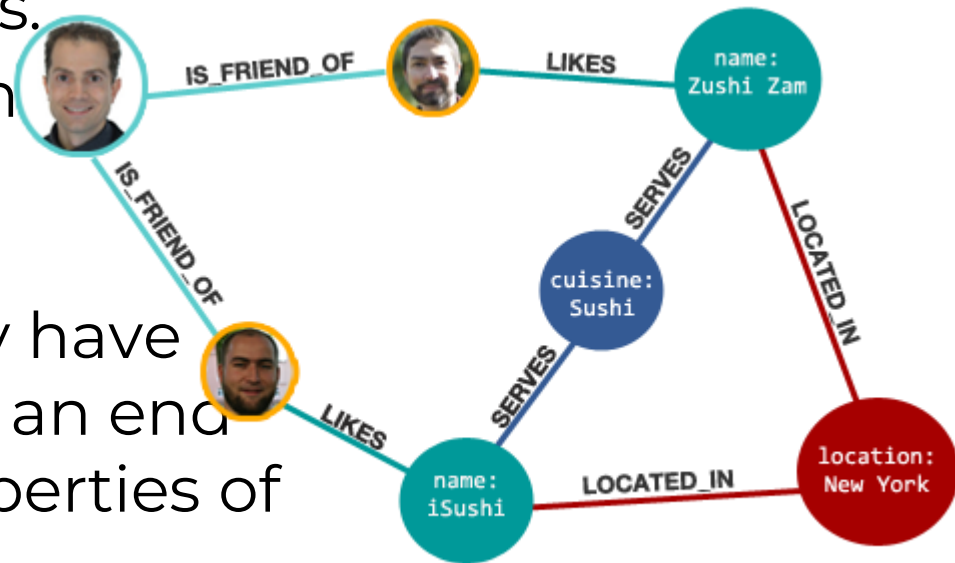 s.
n
y have
an end
perties of
IS_FRIEND_OF
LIKES
name:
Zushi Zam
IS_FRIEND_OF
SERVES
LOCATED_IN
cuisine:
Sushi
SERVES
LIKES
name:
iSushi
LOCATED_IN
location:
New York